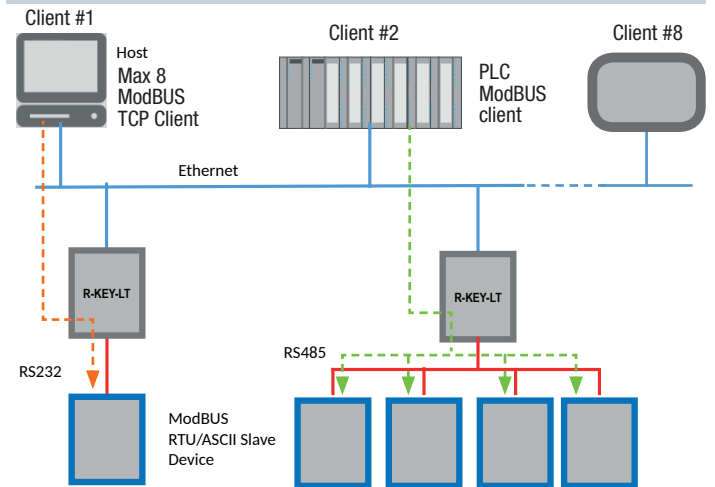 Client #1
Client #2
Client #8
Host
Max 8
ModBUS
TCP Client
PLC
ModBUS
client
Ethernet
R-KEY-LT
R-KEY-LT
RS232
RS485
ModBUS
RTU/ASCII Slave
Device